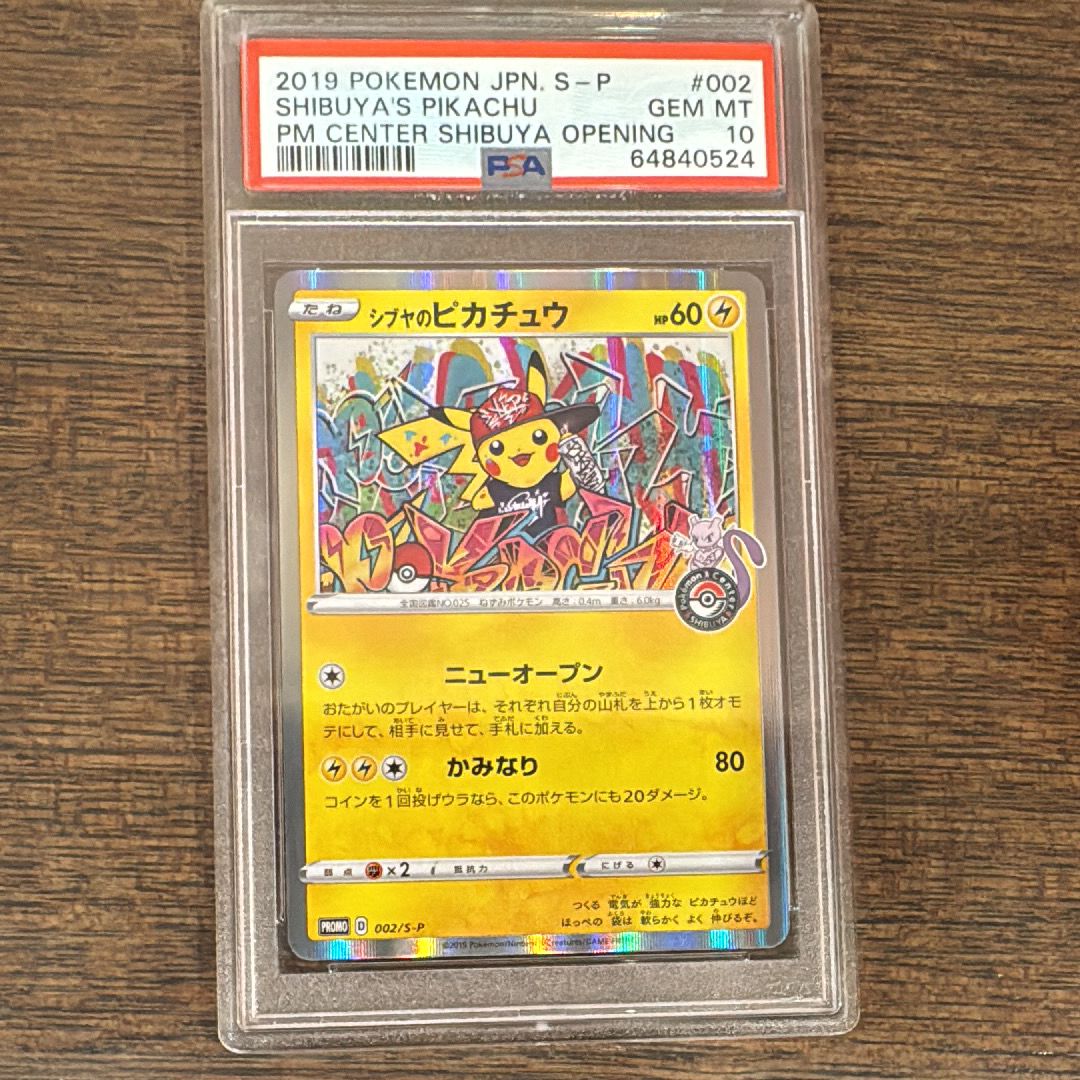 2019 POKEMON JPN. S-P #002
SHIBUYA'S PIKACHU GEM MT
PM CENTER SHIBUYA OPENING 10
PSA 64840524
たね シブヤのピカチュウ HP60
全国図鑑NO.025 ねずみポケモン 高さ:0.4m 重さ:6.0kg
Pokémon Center
SHIBUYA
ニューオープン
おたがいのプレイヤーは、それぞれ自分の山札を上から1枚オモ
テにして、相手に見せて、手札に加える。
かみなり 80
コインを1回投げウラなら、このポケモンにも20ダメージ。
弱点 ×2 抵抗力 にげる
つくる 電気が 強力な ピカチュウほど
ほっぺの 袋は 軟らかく よく 伸びるぞ。
PROMO D 002/S-P
©2019 Pokémon/Nintendo/Creatures/GAME FREAK